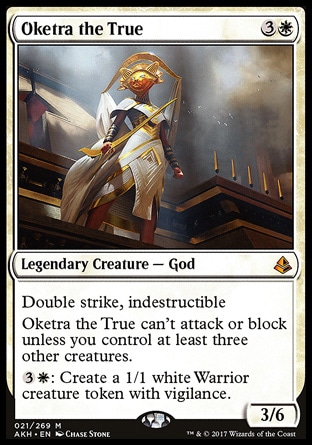 Oketra the True 3
Legendary Creature — God
Double strike, indestructible
Oketra the True can't attack or block
unless you control at least three
other creatures.
3 : Create a 1/1 white Warrior
creature token with vigilance.
3/6
021/269 M
AKH • EN Chase Stone
™ & © 2017 Wizards of the Coast